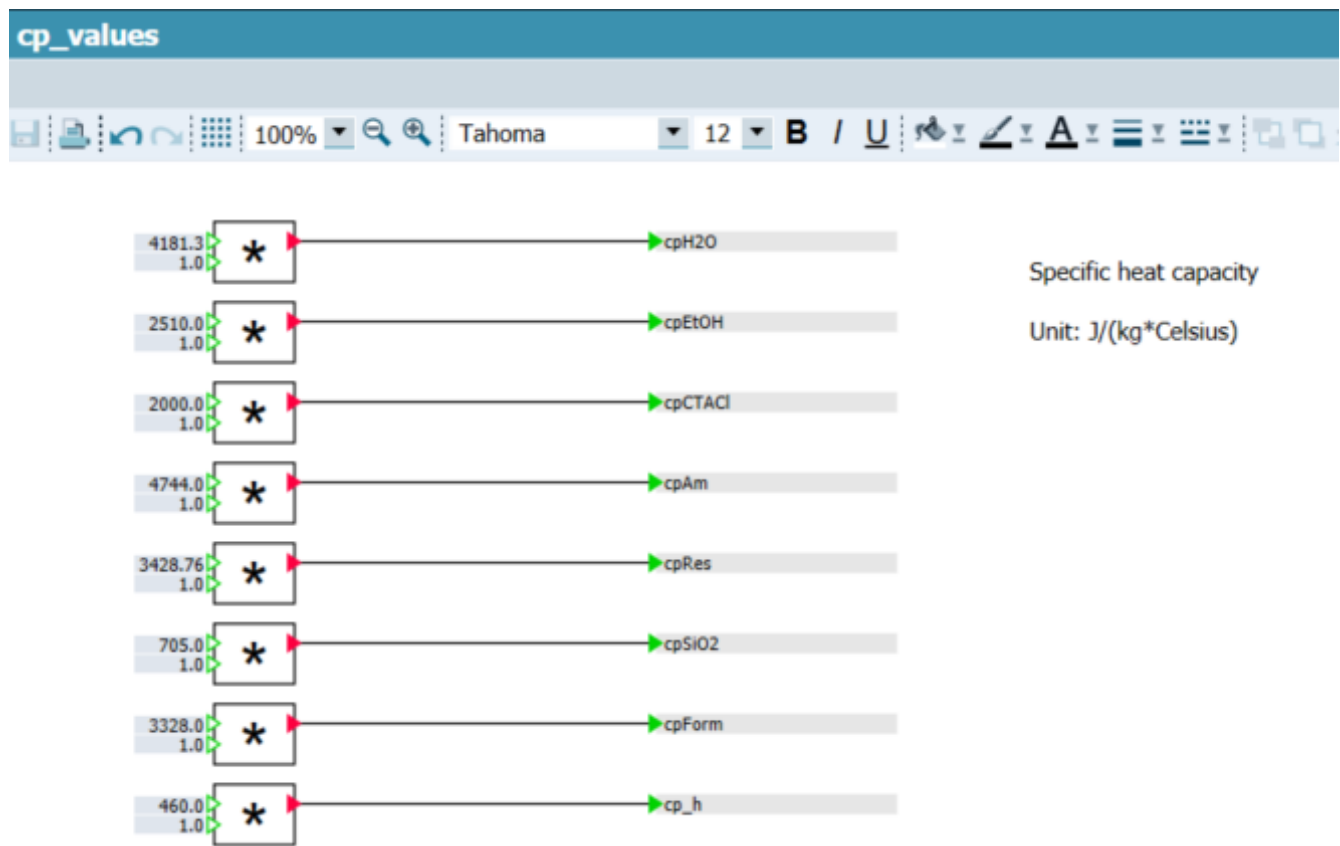 cp_values
100% Tahoma 12 B I U A
4181.3 * cpH2O
1.0
Specific heat capacity
2510.0 * cpEtOH
1.0
Unit: J/(kg*Celsius)
2000.0 * cpCTACl
1.0
4744.0 * cpAm
1.0
3428.76 * cpRes
1.0
705.0 * cpSiO2
1.0
3328.0 * cpForm
1.0
460.0 * cp_h
1.0